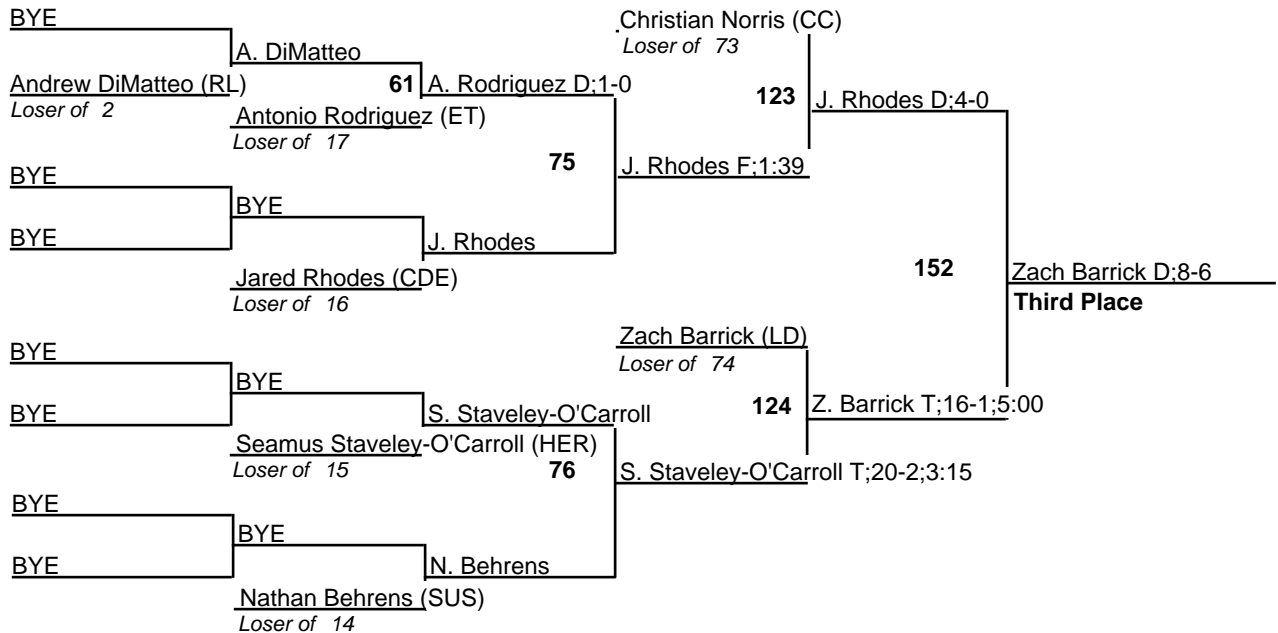 BYE
Christian Norris (CC)
Loser of 73
A. DiMatteo
Andrew DiMatteo (RL)
Loser of 2
61
A. Rodriguez D;1-0
123
J. Rhodes D;4-0
Antonio Rodriguez (ET)
Loser of 17
75
J. Rhodes F;1:39
BYE
BYE
BYE
J. Rhodes
152
Zach Barrick D;8-6
Third Place
Jared Rhodes (CDE)
Loser of 16
Zach Barrick (LD)
Loser of 74
BYE
BYE
BYE
S. Staveley-O'Carroll
124
Z. Barrick T;16-1;5:00
Seamus Staveley-O'Carroll (HER)
Loser of 15
76
S. Staveley-O'Carroll T;20-2;3:15
BYE
BYE
BYE
N. Behrens
Nathan Behrens (SUS)
Loser of 14